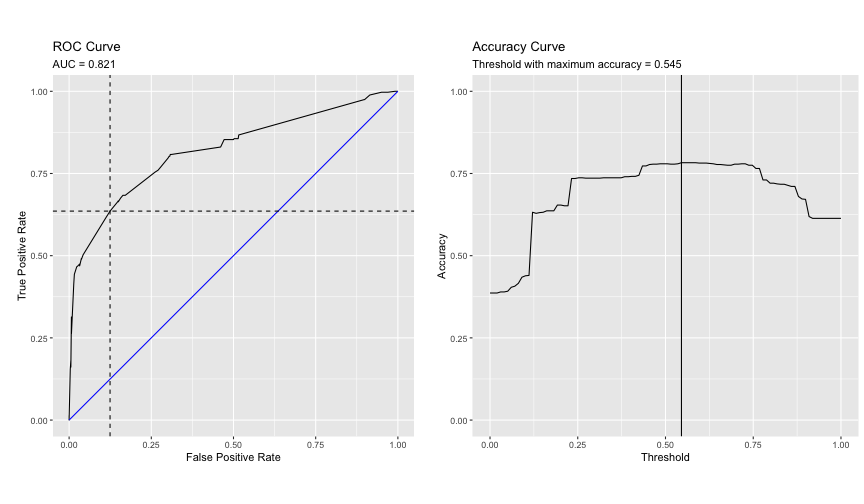 ROC Curve
AUC = 0.821
1.00
0.75
0.50
0.25
0.00
True Positive Rate
0.00 0.25 0.50 0.75 1.00
False Positive Rate
Accuracy Curve
Threshold with maximum accuracy = 0.545
1.00
0.75
0.50
0.25
0.00
Accuracy
0.00 0.25 0.50 0.75 1.00
Threshold